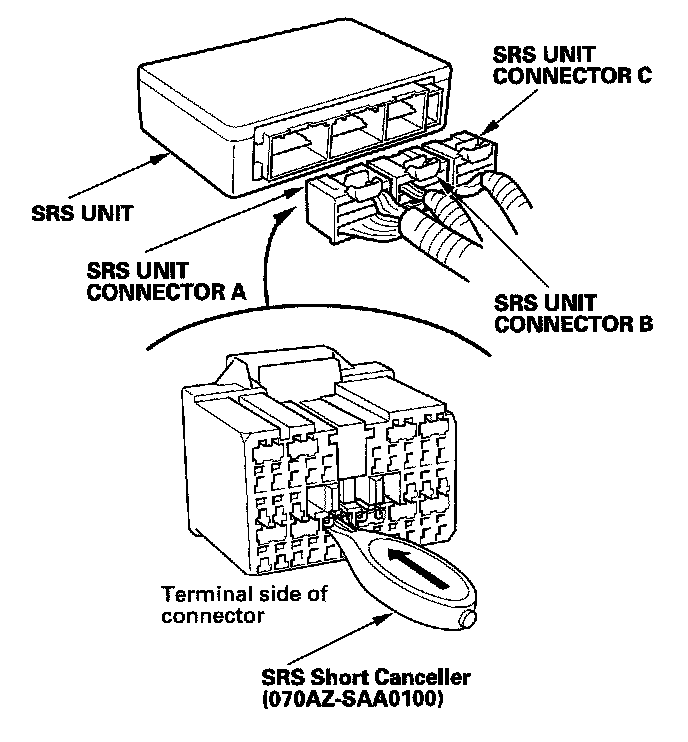 SRS UNIT
CONNECTOR C
SRS UNIT
SRS UNIT
CONNECTOR A
SRS UNIT
CONNECTOR B
Terminal side of
connector
SRS Short Canceller
(070AZ-SAA0100)